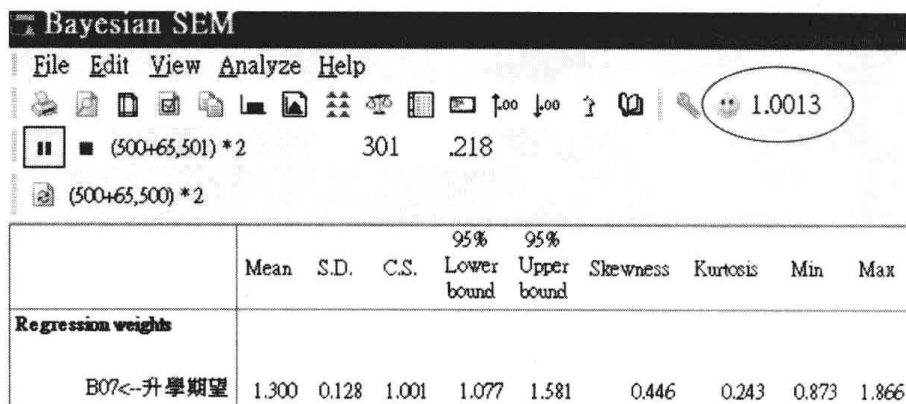 Bayesian SEM
File Edit View Analyze Help
1.0013
(500+65,501) *2 301 .218
(500+65,500) *2
Mean S.D. C.S. 95% Lower bound 95% Upper bound Skewness Kurtosis Min Max
Regression weights
B07<--升學期望 1.300 0.128 1.001 1.077 1.581 0.446 0.243 0.873 1.866